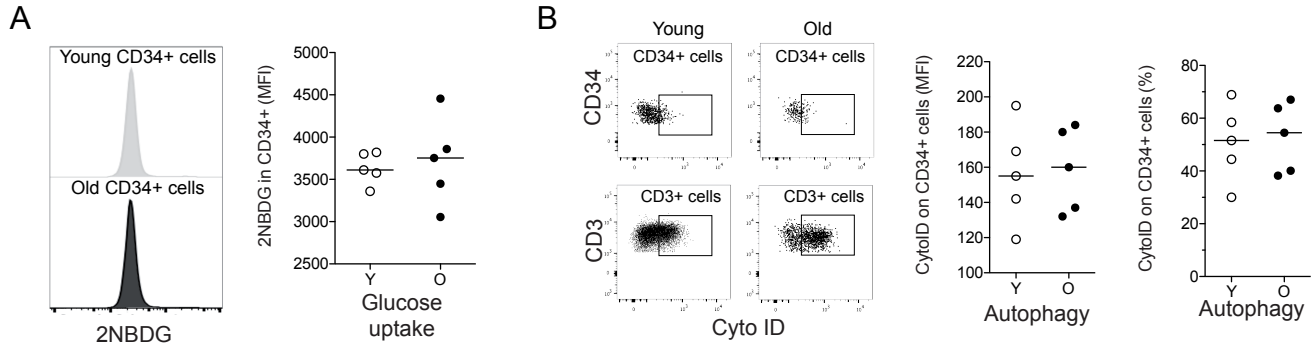 A
Young CD34+ cells
Old CD34+ cells
2NBDG
2NBDG in CD34+ (MFI)
5000
4500
4000
3500
3000
2500
Y O
Glucose
uptake
B
Young Old
CD34
CD34+ cells CD34+ cells
CD3
CD3+ cells CD3+ cells
Cyto ID
CytoID on CD34+ cells (MFI)
220
200
180
160
140
120
100
Y O
Autophagy
CytoID on CD34+ cells (%)
80
60
40
20
0
Y O
Autophagy